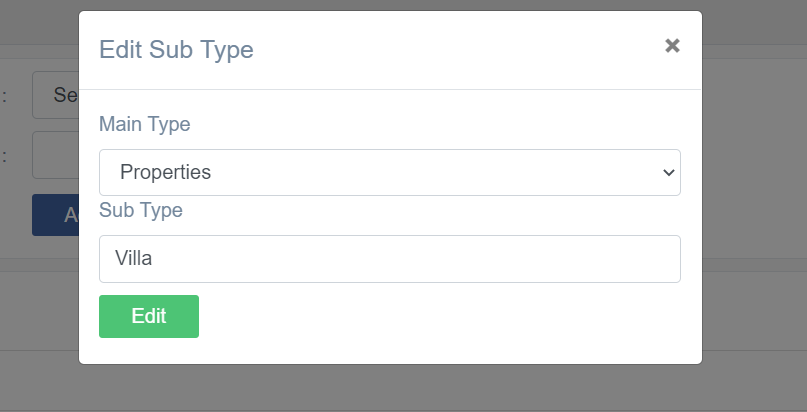 Edit Sub Type ×
:
Main Type
Properties
:
Sub Type
Villa
Edit